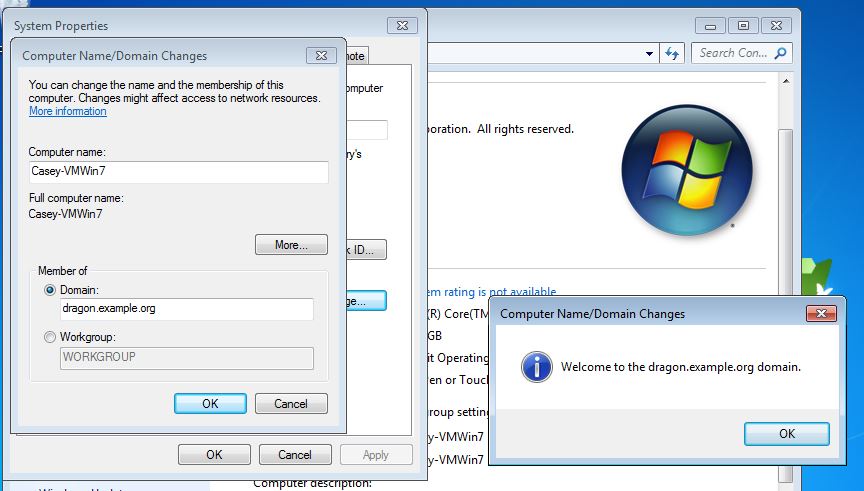 System Properties
Computer Name/Domain Changes
You can change the name and the membership of this
computer. Changes might affect access to network resources.
More information
Computer name:
Casey-VMWin7
Full computer name:
Casey-VMWin7
More...
Member of
Domain:
dragon.example.org
Workgroup:
WORKGROUP
OK
Cancel
OK
Cancel
Apply
mote
omputer
ry's
k ID...
ge...
Search Con...
poration. All rights reserved.
em rating is not available
(R) Core(TM
GB
it Operating
en or Touch
group setting
ey-VMWin7
ey-VMWin7
Computer description:
Computer Name/Domain Changes
Welcome to the dragon.example.org domain.
OK